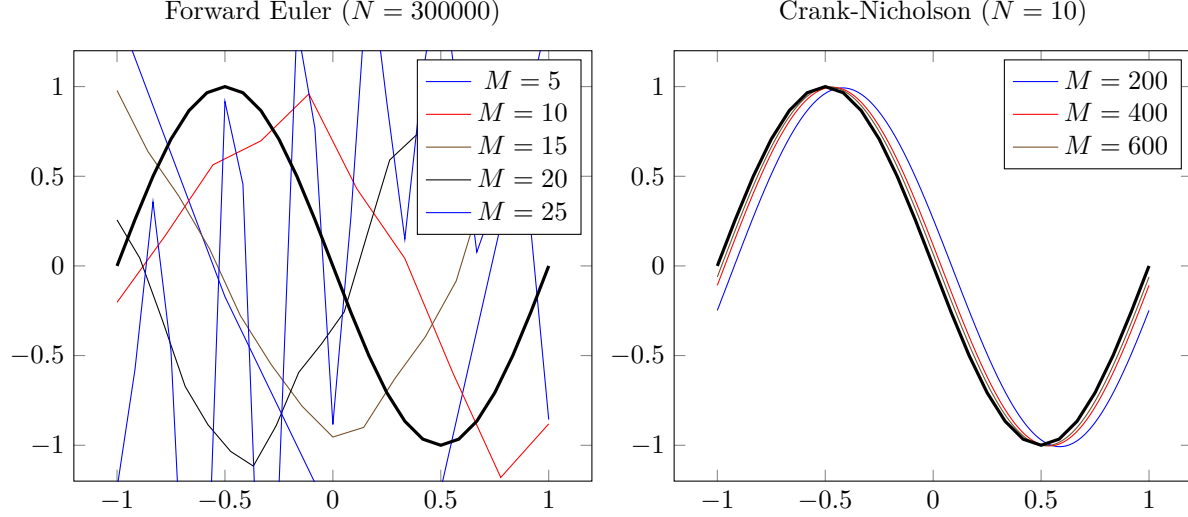 Forward Euler (N = 300000)
1
0.5
0
−0.5
−1
−1
−0.5
0
0.5
1
M = 5
M = 10
M = 15
M = 20
M = 25
Crank-Nicholson (N = 10)
1
0.5
0
−0.5
−1
−1
−0.5
0
0.5
1
M = 200
M = 400
M = 600